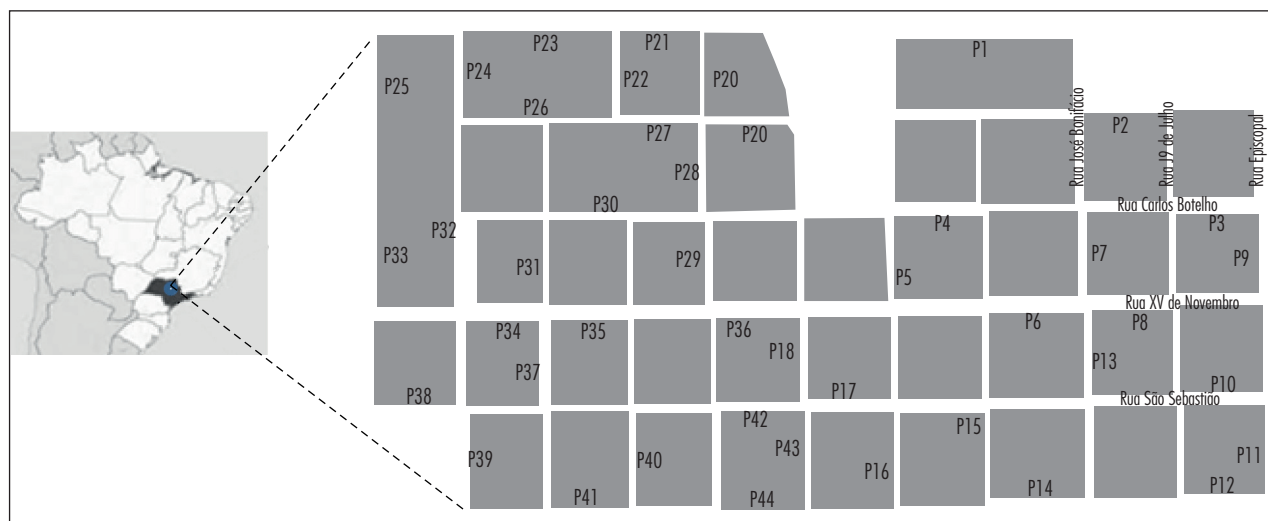 P23
P21
P1
P24
P25
P22
P20
P26
P27
P20
P2
Rua José Bonifácio
Rua 19 de Julho
Rua Episcopal
P28
P30
Rua Carlos Botelho
P32
P33
P31
P29
P4
P5
P7
P3
P9
Rua XV de Novembro
P34
P35
P36
P18
P6
P8
P37
P13
P38
P17
P10
Rua São Sebastião
P42
P15
P39
P40
P43
P16
P11
P41
P44
P14
P12